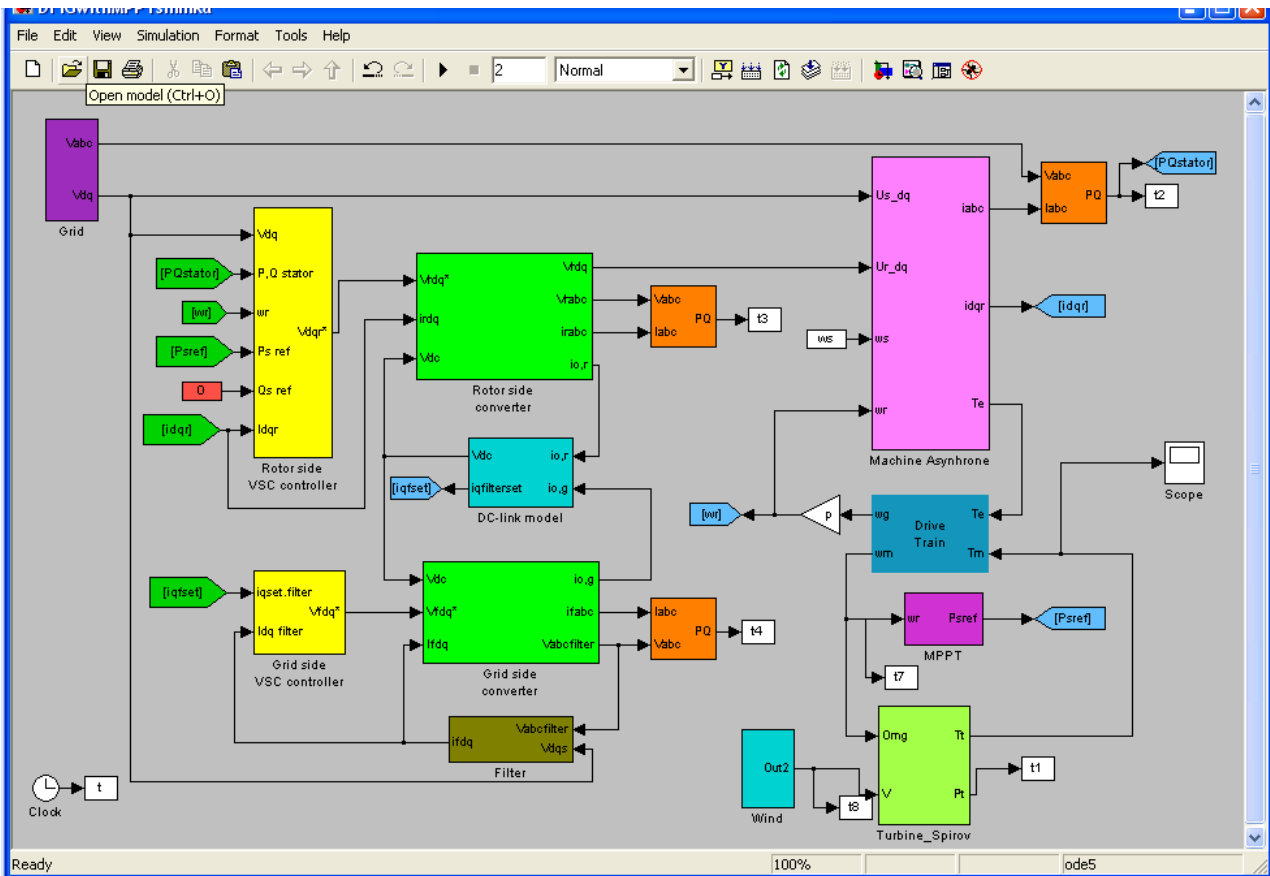 File Edit View Simulation Format Tools Help
2 Normal
Open model (Ctrl+O)
Vabc
Vdq
Grid
Vdq
[PQstator] P,Q stator
[wr] wr
Vdqr*
[Psref] Ps ref
0 Qs ref
[idqr] Idqr
Rotor side
VSC controller
Vrdq* Vrdq
Vrabc
irdq irabc
Vdc io,r
Rotor side
converter
Vabc
PQ
Iabc
t3
Us_dq
iabc
Ur_dq
idqr
[idqr]
ws ws
Te
wr
Machine Asynhrone
Vabc
PQ
Iabc
[PQstator]
t2
Vdc io,r
[iqfset] iqfilterset io,g
DC-link model
[wr]
p
wg Te
Drive
Train
wm Tm
Scope
[iqfset] iqset.filter
Vfdq*
Idq filter
Grid side
VSC controller
Vdc io,g
Vfdq* ifabc
Ifdq Vabcfilter
Grid side
converter
Iabc
PQ
Vabc
t4
wr Psref
MPPT
[Psref]
t7
Vabcfilter
ifdq
Vdqs
Filter
Out2
Wind
t8
Omg Tt
V Pt
Turbine_Spirov
t1
t
Clock
Ready 100% ode5